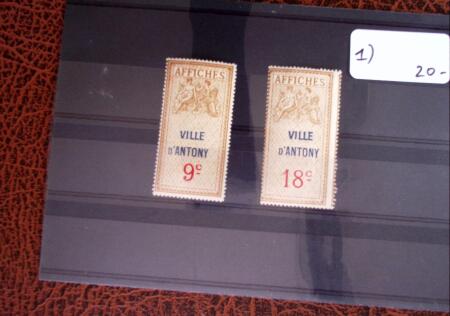 AFFICHES
VILLE
D'ANTONY
9c
AFFICHES
VILLE
D'ANTONY
18c
1)
20-